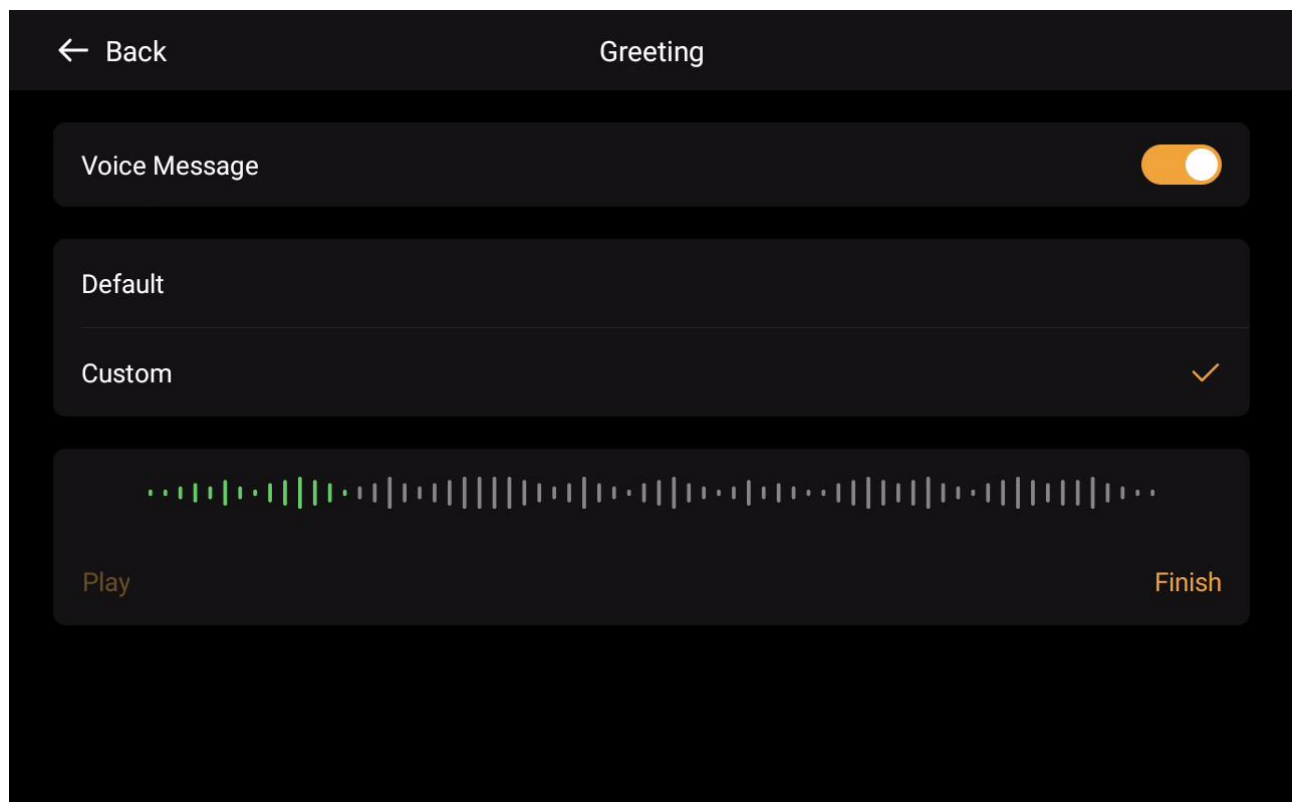 Back
Greeting
Voice Message
Default
Custom
Play
Finish